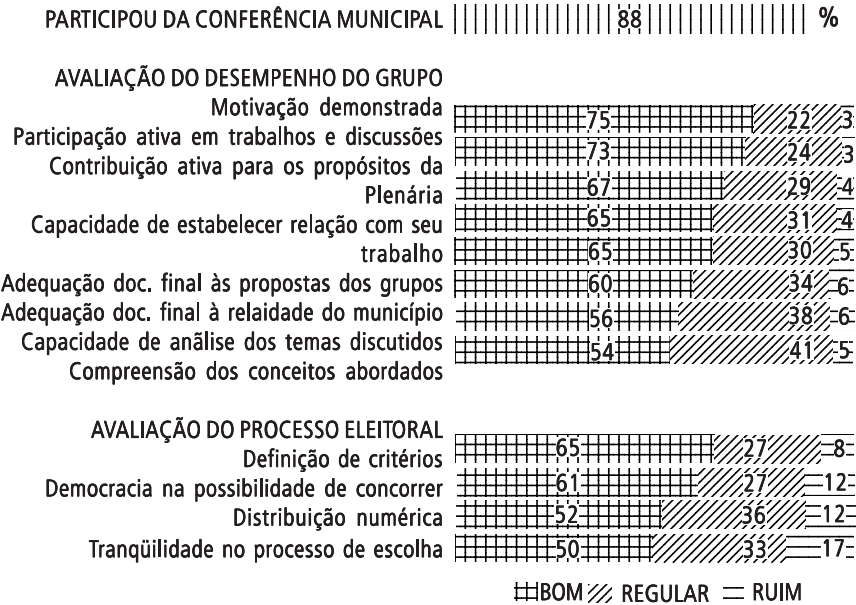 PARTICIPOU DA CONFERÊNCIA MUNICIPAL 88 %
AVALIAÇÃO DO DESEMPENHO DO GRUPO
Motivação demonstrada 75 22 3
Participação ativa em trabalhos e discussões 73 24 3
Contribuição ativa para os propósitos da
Plenária 67 29 4
Capacidade de estabelecer relação com seu 65 31 4
trabalho 65 30 5
Adequação doc. final às propostas dos grupos 60 34 6
Adequação doc. final à relaidade do município 56 38 6
Capacidade de anãlise dos temas discutidos 54 41 5
Compreensão dos conceitos abordados
AVALIAÇÃO DO PROCESSO ELEITORAL
Definição de critérios 65 27 8
Democracia na possibilidade de concorrer 61 27 12
Distribuição numérica 52 36 12
Tranqüilidade no processo de escolha 50 33 17
BOM REGULAR RUIM